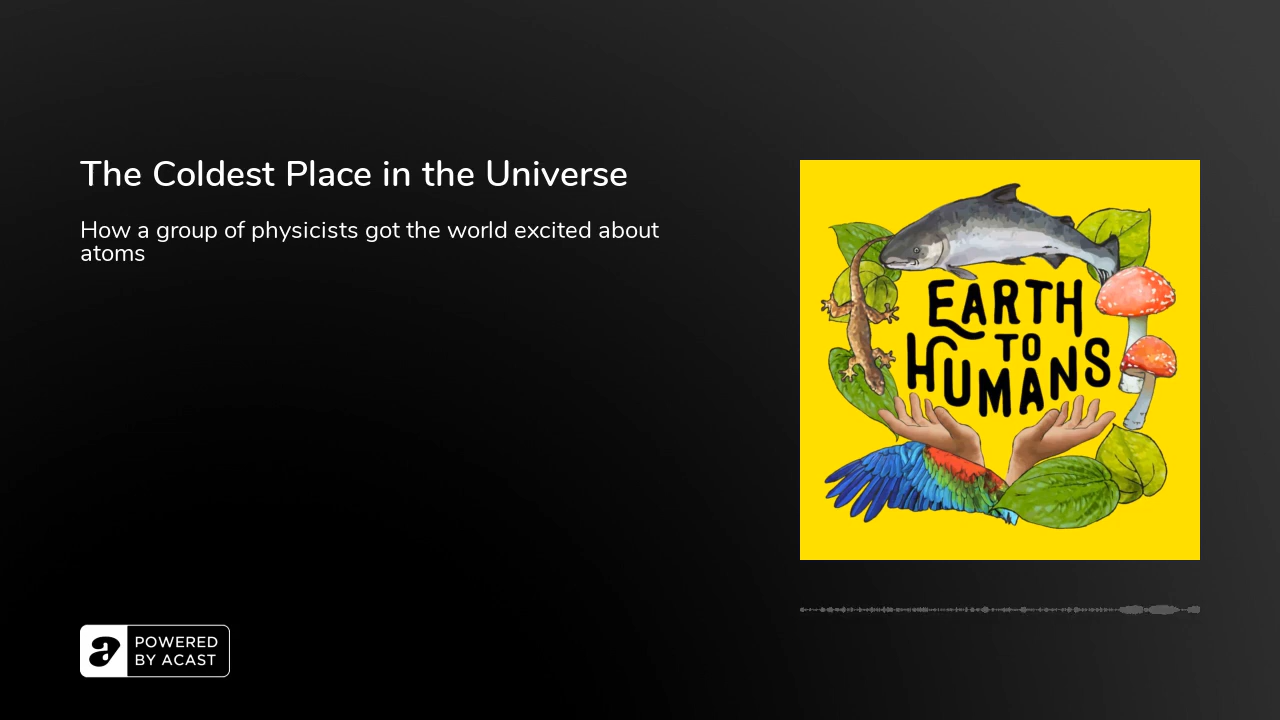 The Coldest Place in the Universe
How a group of physicists got the world excited about
atoms
EARTH
TO
HUMANS
a
POWERED
BY ACAST